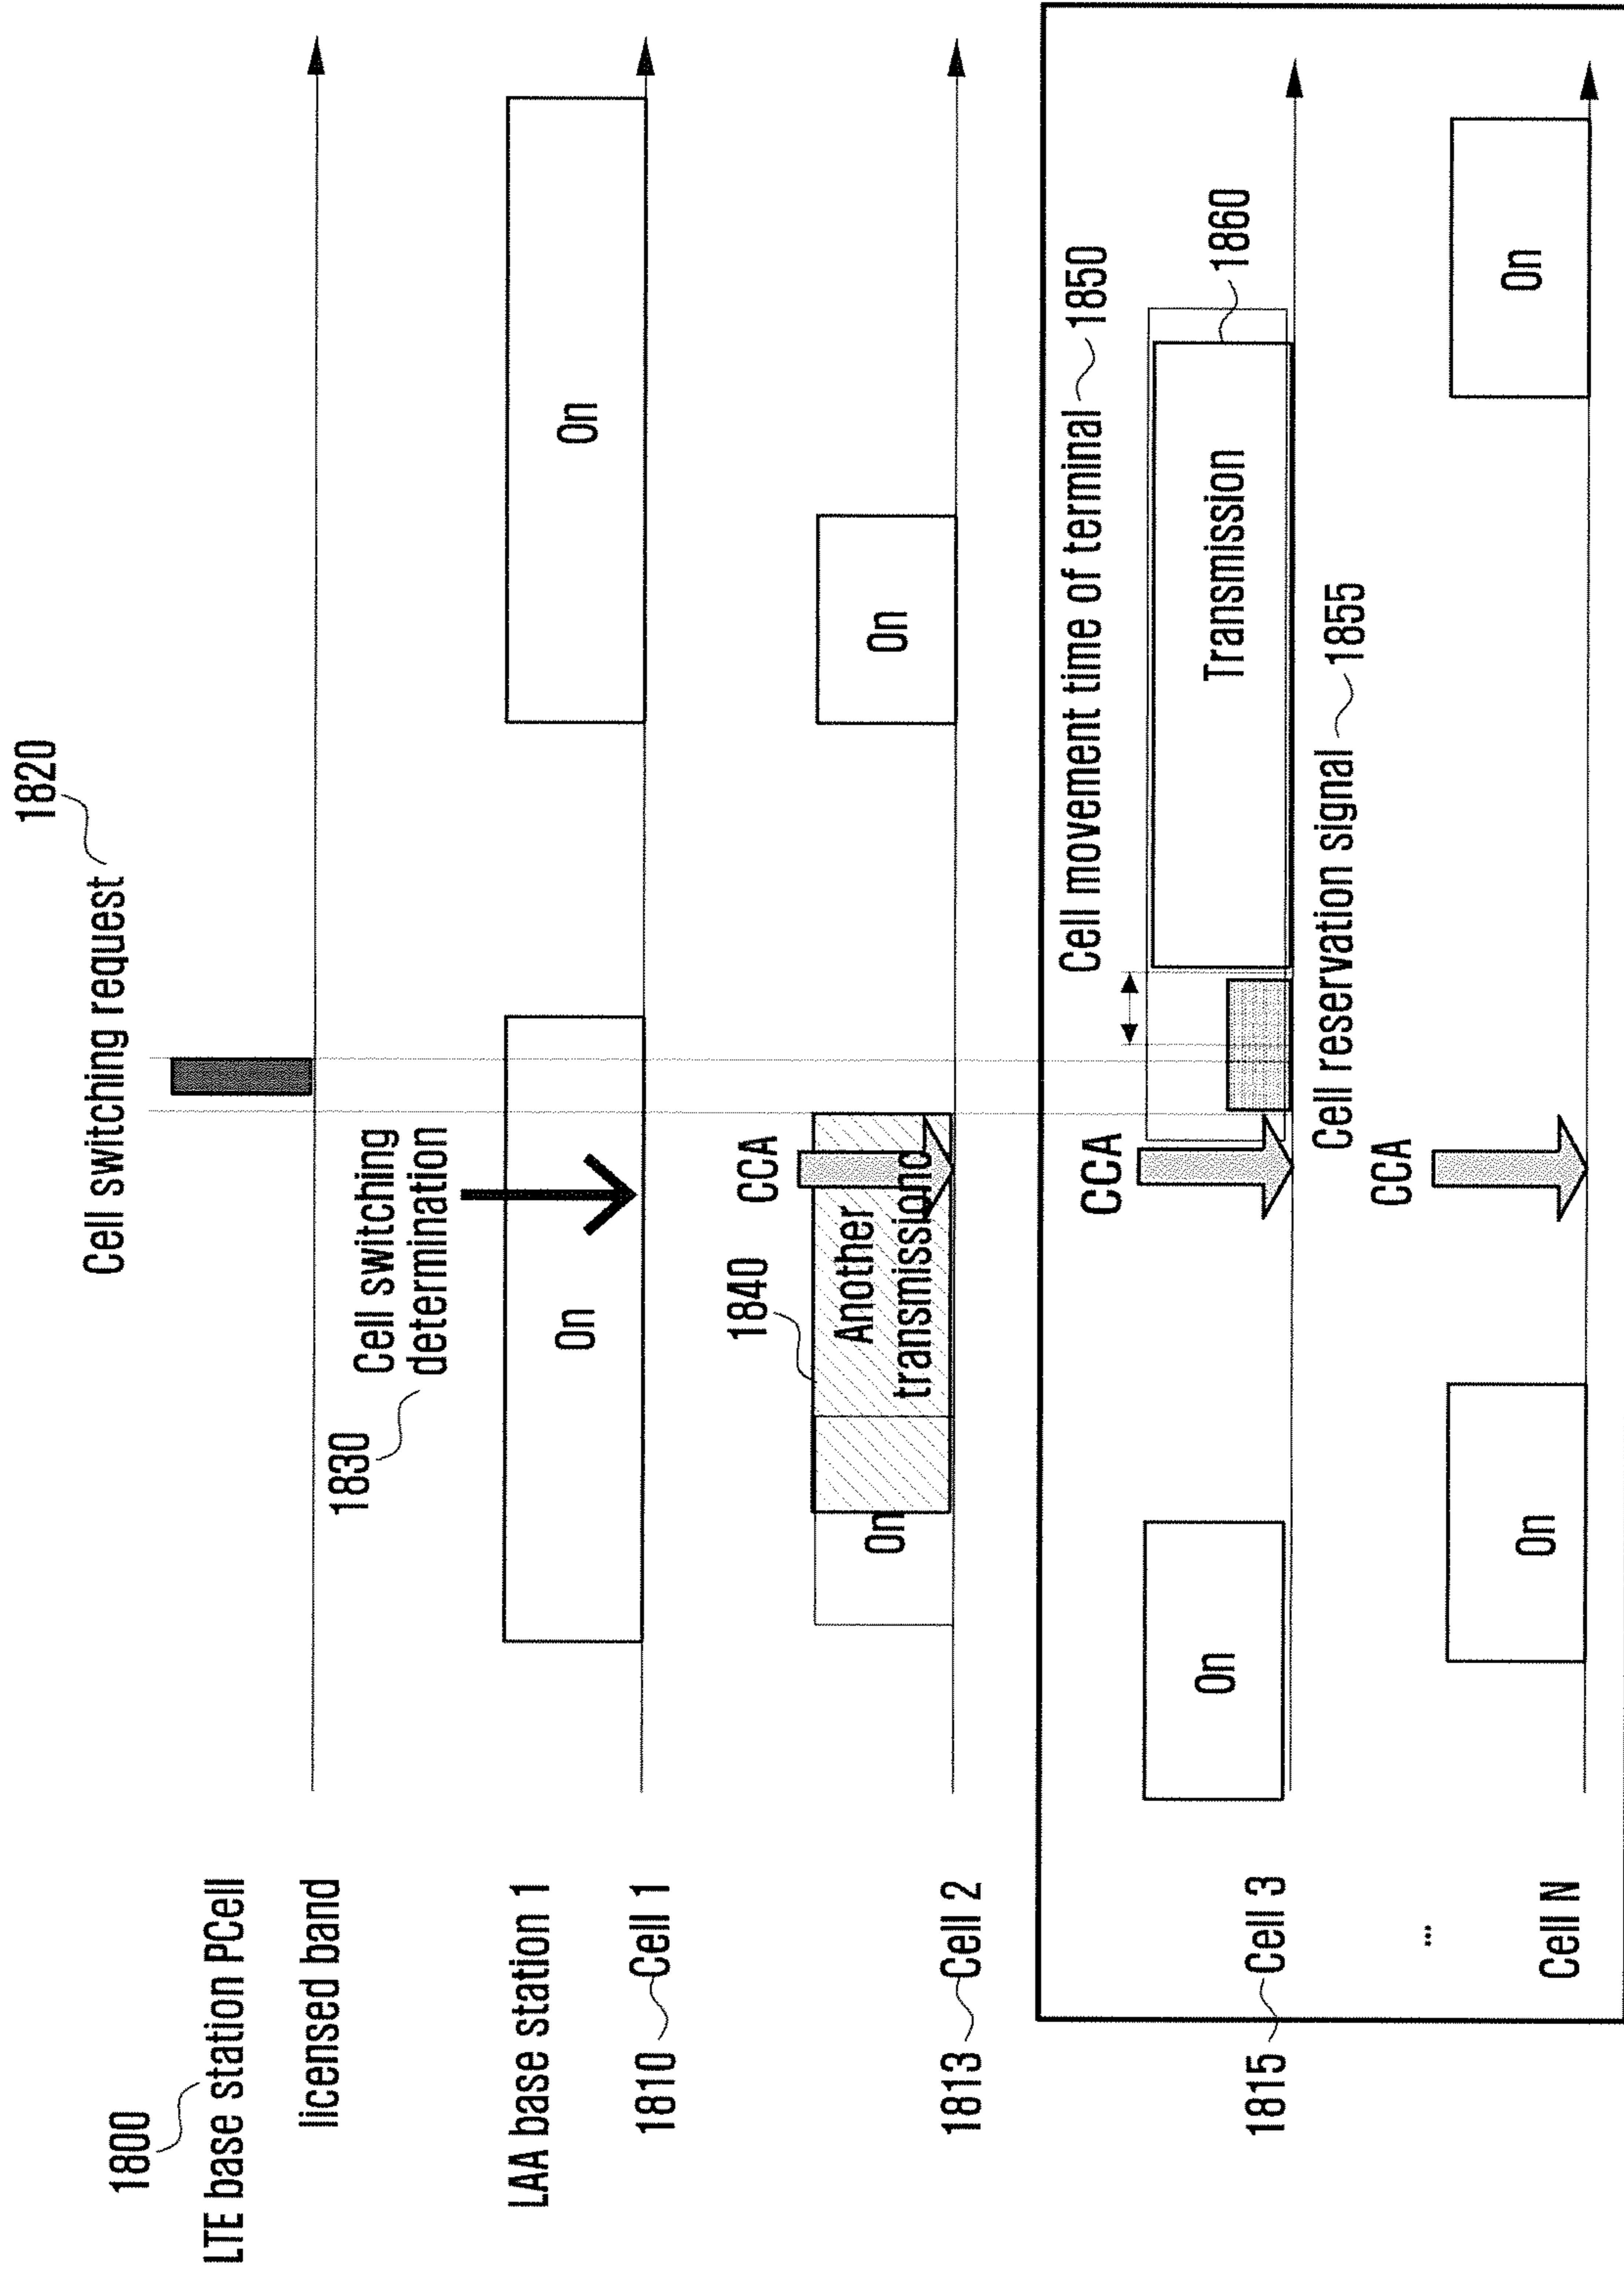 Cell switching request
1820
1800
LTE base station PCell
licensed band
1830
Cell switching
determination
LAA base station 1
1810
Cell 1
On
On
1840
CCA
1813
Cell 2
On
Another
transmissiond
On
Cell movement time of terminal
1850
CCA
1815
Cell 3
On
Transmission
1860
Cell reservation signal
1855
...
CCA
Cell N
On
On